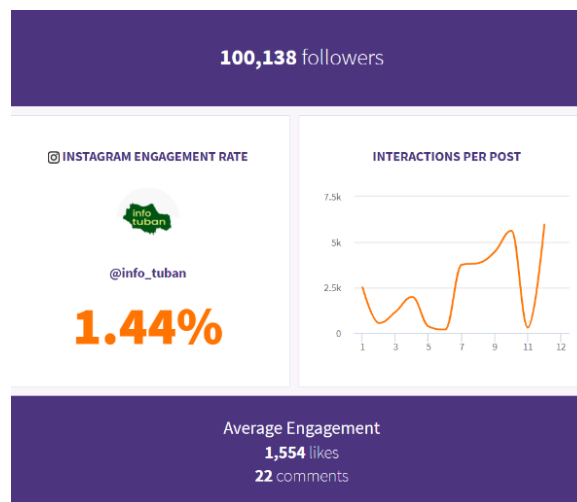 100,138 followers
INSTAGRAM ENGAGEMENT RATE
info
tuban
@info_tuban
1.44%
INTERACTIONS PER POST
7.5k
5k
2.5k
0
1 3 5 7 9 11 12
Average Engagement
1,554 likes
22 comments